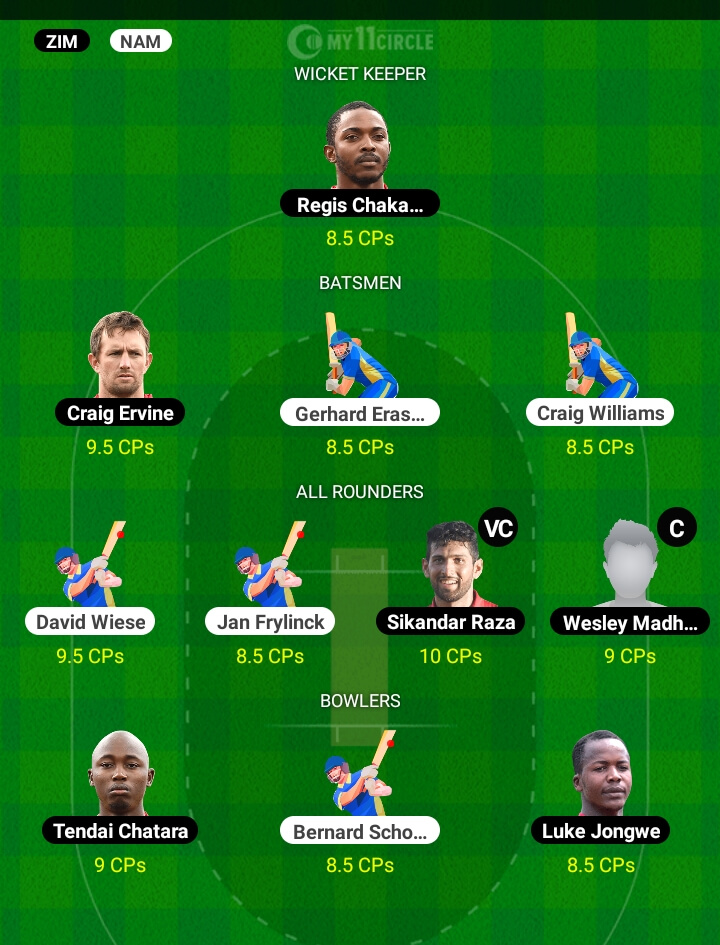 ZIM NAM
MY11CIRCLE
WICKET KEEPER
Regis Chaka...
8.5 CPs
BATSMEN
Craig Ervine Gerhard Eras... Craig Williams
9.5 CPs 8.5 CPs 8.5 CPs
ALL ROUNDERS
VC C
David Wiese Jan Frylinck Sikandar Raza Wesley Madh...
9.5 CPs 8.5 CPs 10 CPs 9 CPs
BOWLERS
Tendai Chatara Bernard Scho... Luke Jongwe
9 CPs 8.5 CPs 8.5 CPs